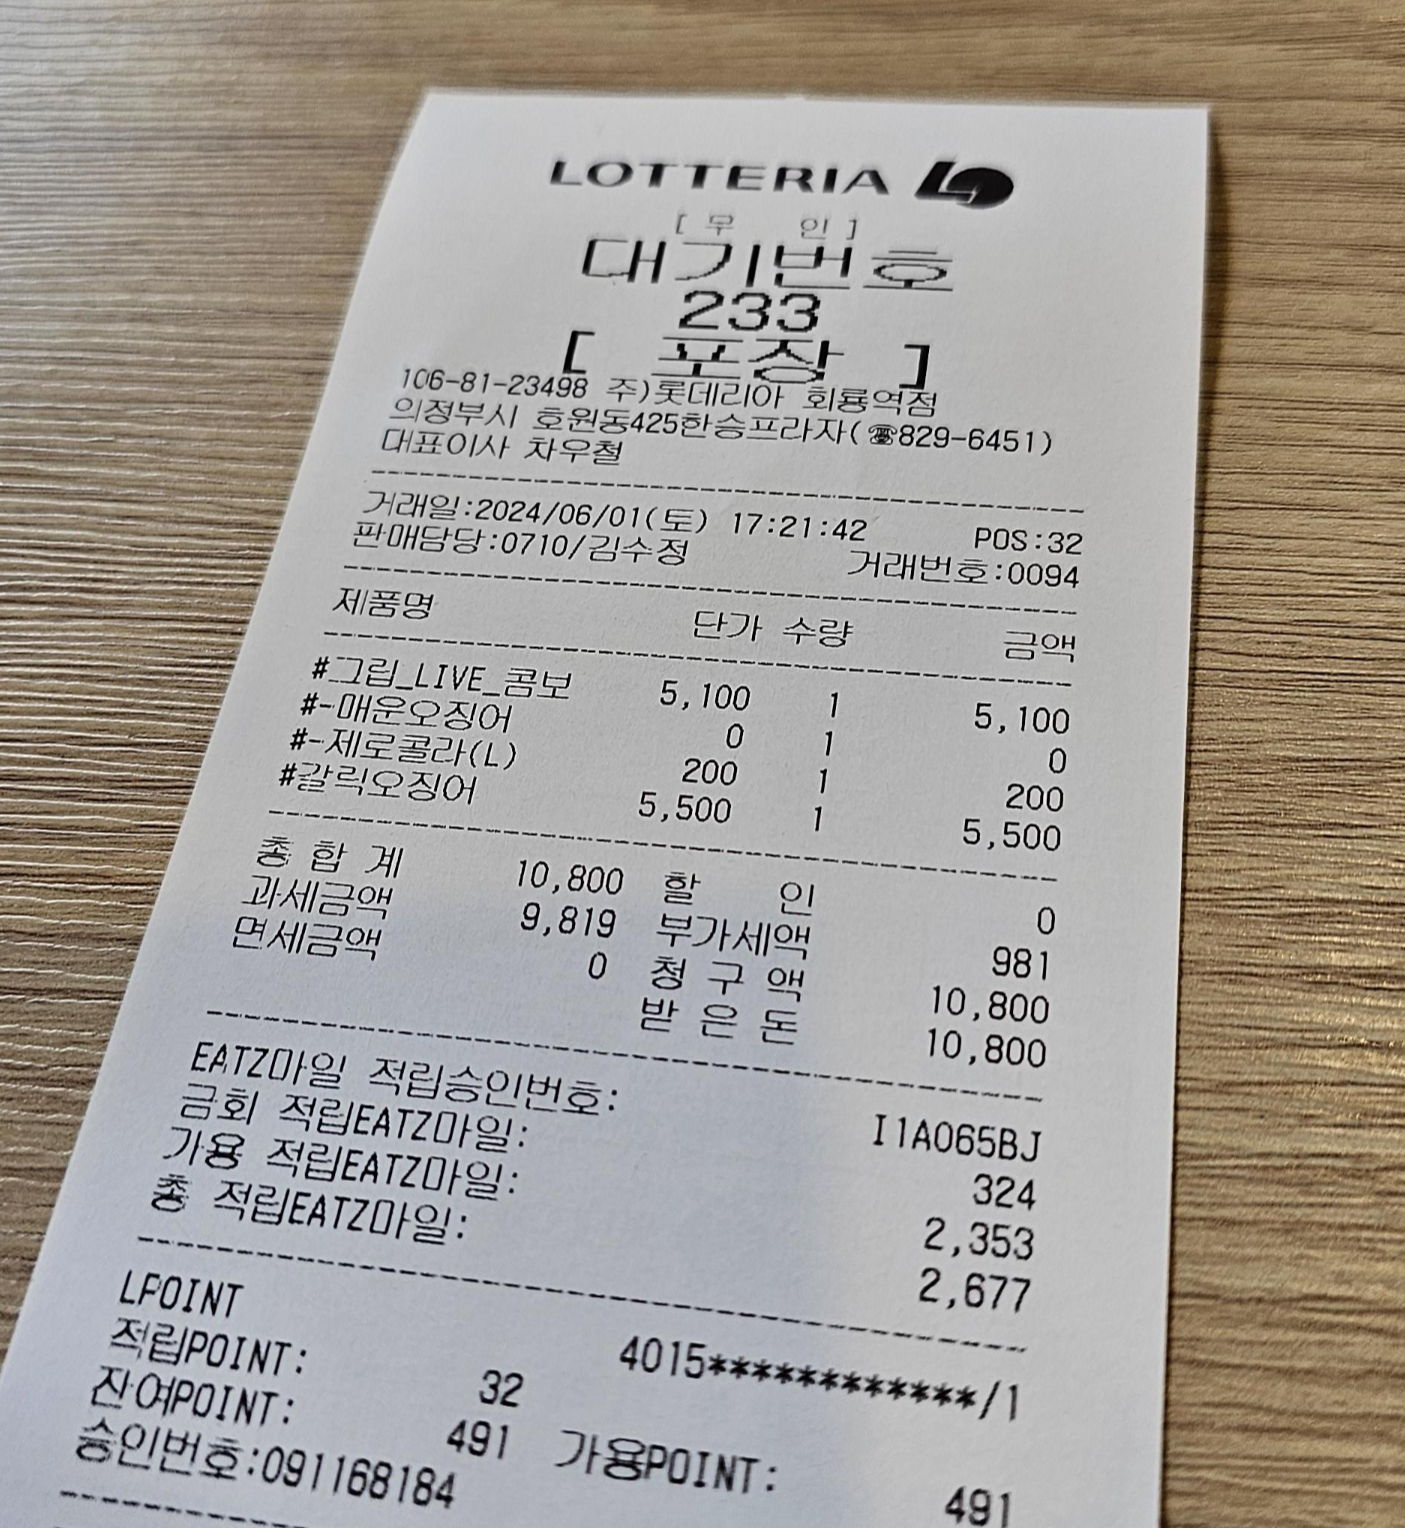 LOTTERIA
[ 무 인 ]
대기번호
233
[ 포장 ]
106-81-23498 주)롯데리아 회룡역점
의정부시 호원동425한승프라자(☎829-6451)
대표이사 차우철
거래일:2024/06/01(토) 17:21:42 POS:32
판매담당:0710/김수정 거래번호:0094
제품명 단가 수량 금액
#그립_LIVE_콤보 5,100 1 5,100
#-매운오징어 0 1 0
#-제로콜라(L) 200 1 200
#갈릭오징어 5,500 1 5,500
총 합 계 10,800 할 인 0
과세금액 9,819 부가세액 981
면세금액 0 청 구 액 10,800
받 은 돈 10,800
EATZ마일 적립승인번호: I1A065BJ
금회 적립EATZ마일: 324
가용 적립EATZ마일: 2,353
총 적립EATZ마일: 2,677
LPOINT 4015************/1
적립POINT: 32
잔여POINT: 491 가용POINT: 491
승인번호:091168184